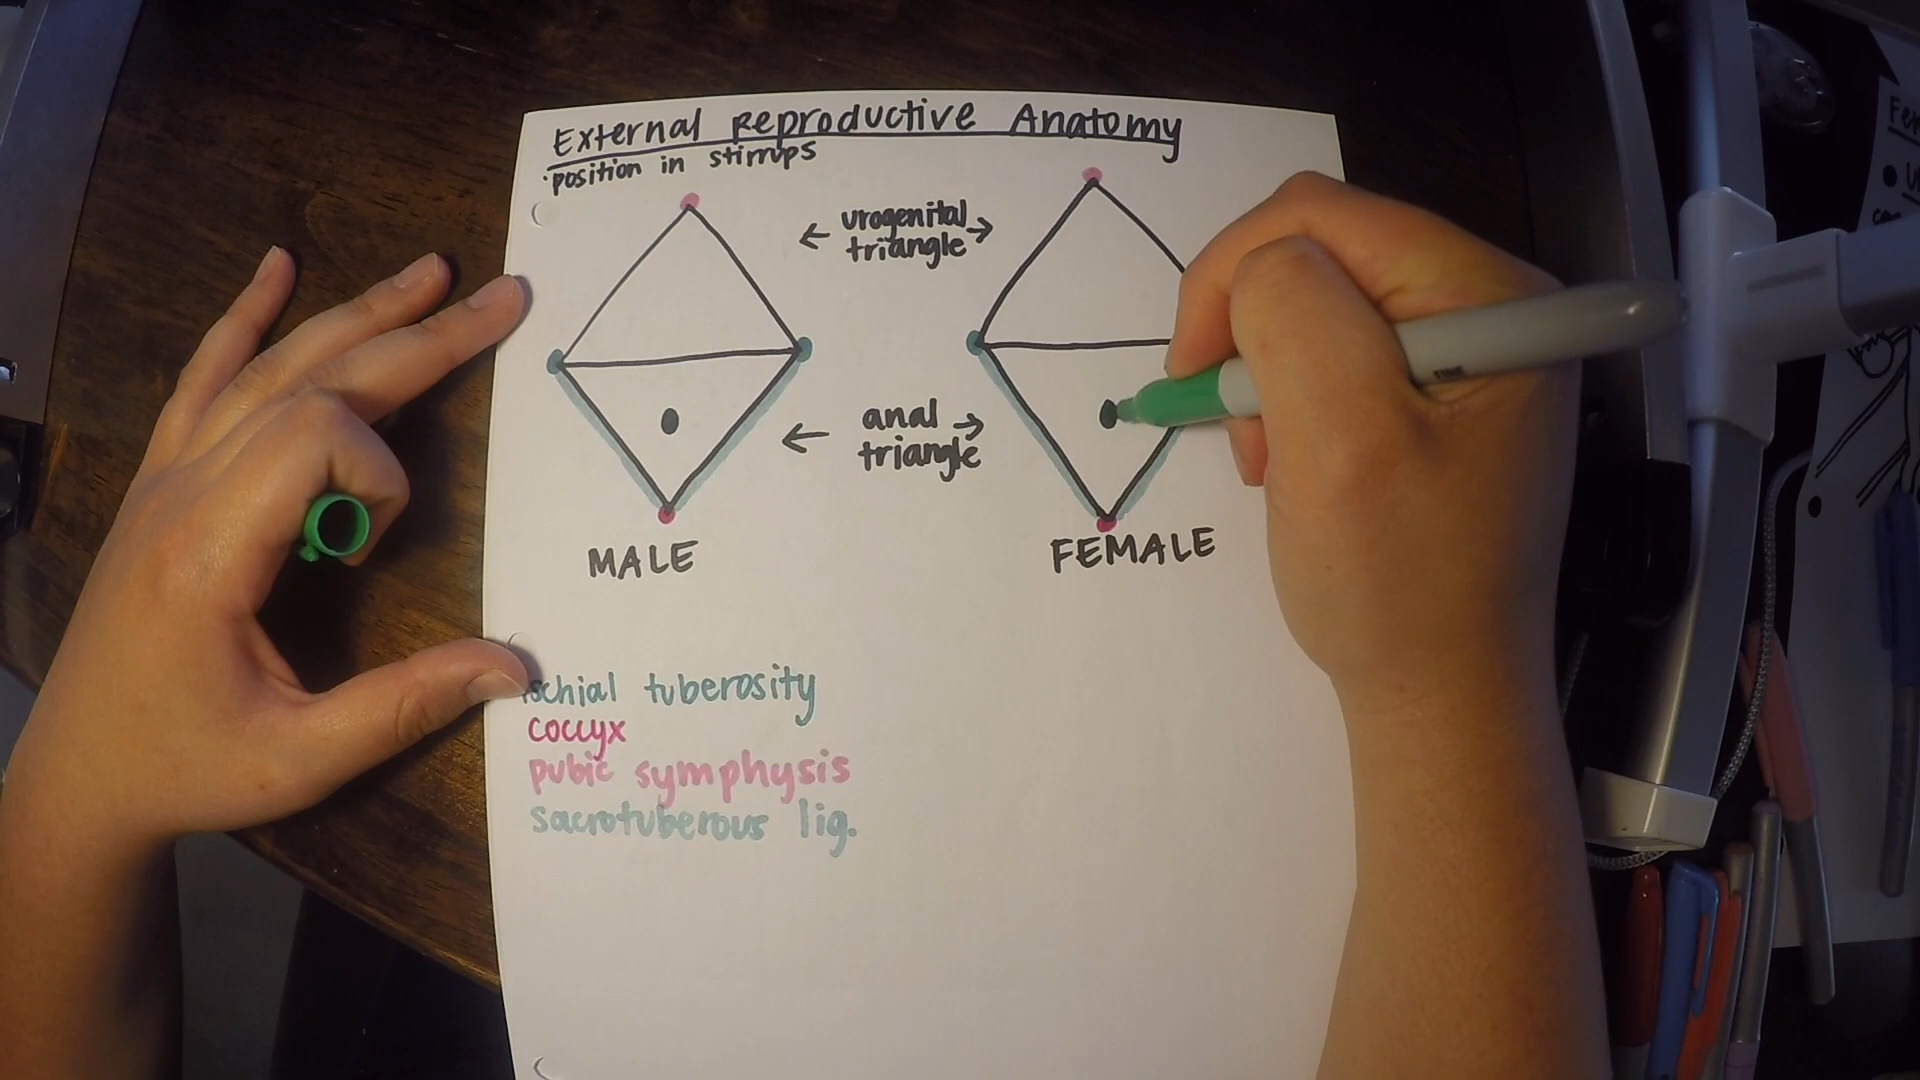 External Reproductive Anatomy
·position in stirrups
← urogenital →
triangle
← anal →
triangle
MALE
FEMALE
ischial tuberosity
coccyx
pubic symphysis
sacrotuberous lig.
FINE